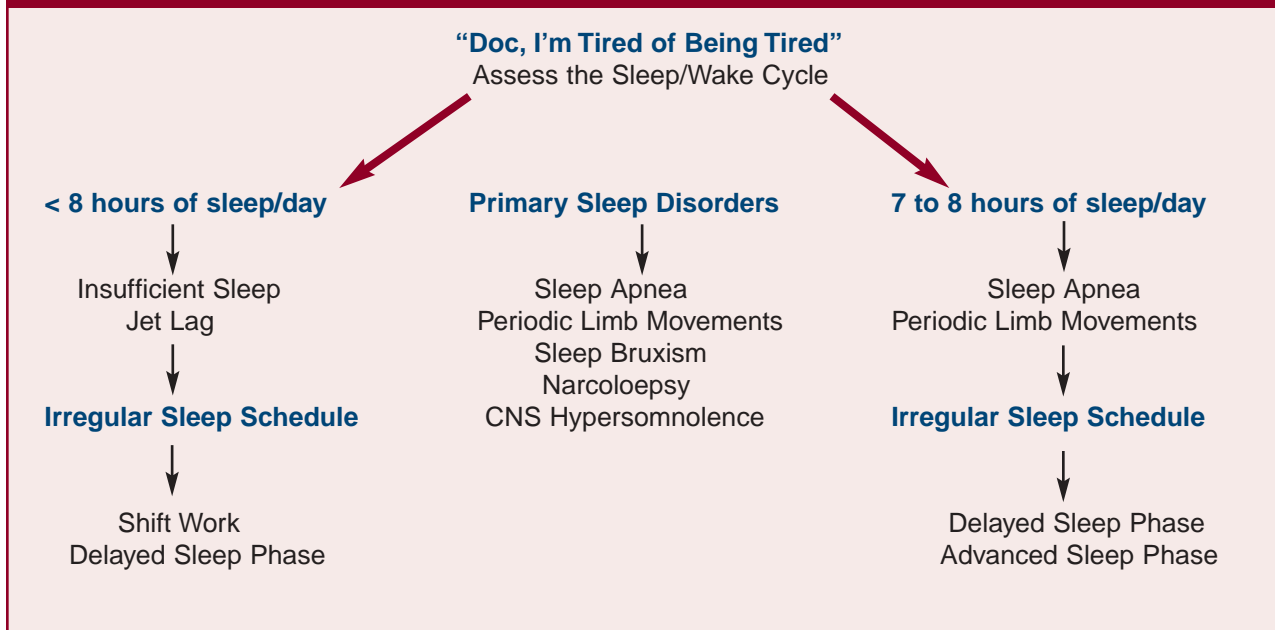 “Doc, I’m Tired of Being Tired”
Assess the Sleep/Wake Cycle
< 8 hours of sleep/day
Insufficient Sleep
Jet Lag
Irregular Sleep Schedule
Shift Work
Delayed Sleep Phase
Primary Sleep Disorders
Sleep Apnea
Periodic Limb Movements
Sleep Bruxism
Narcoloepsy
CNS Hypersomnolence
7 to 8 hours of sleep/day
Sleep Apnea
Periodic Limb Movements
Irregular Sleep Schedule
Delayed Sleep Phase
Advanced Sleep Phase